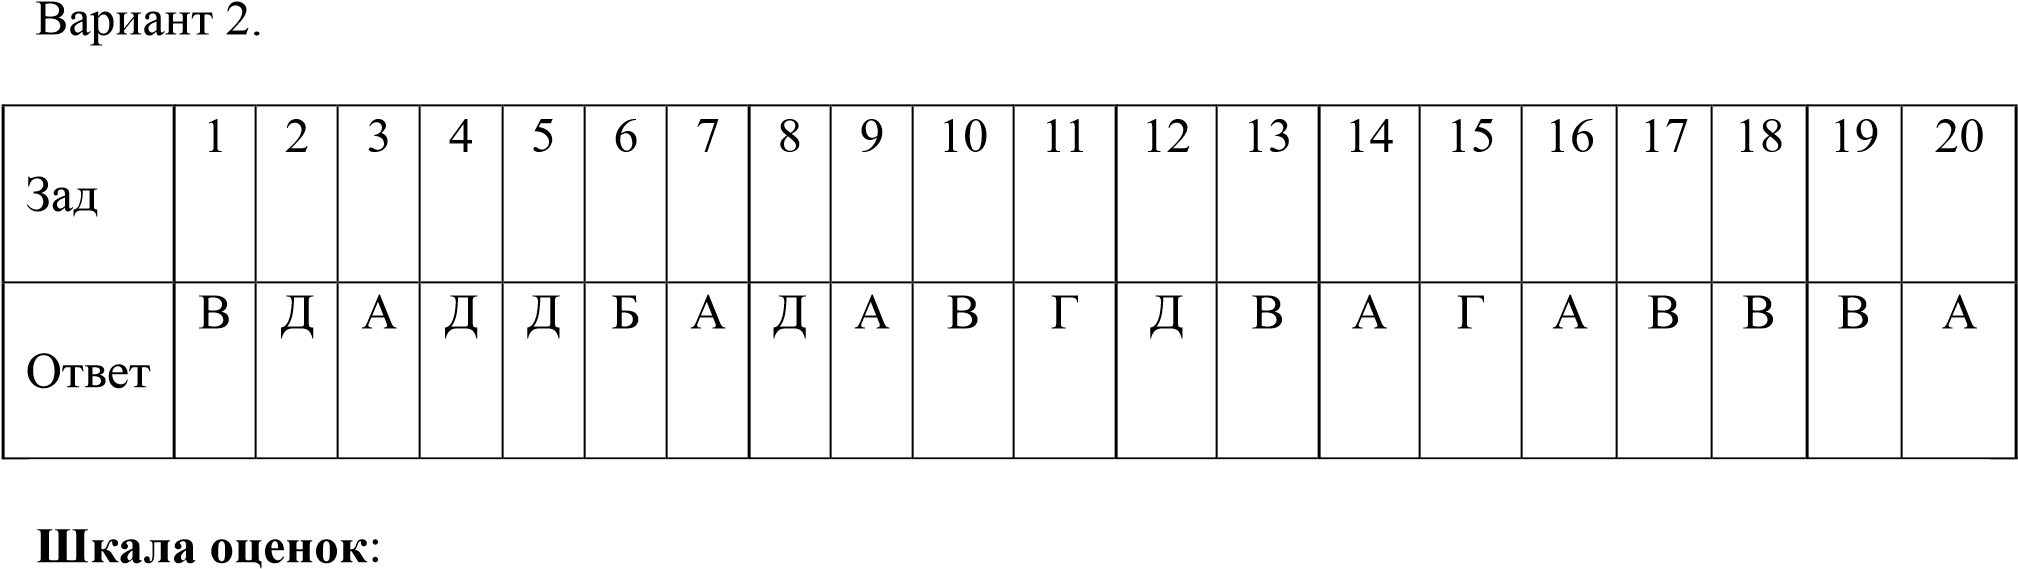 Вариант 2.
Зад 1 2 3 4 5 6 7 8 9 10 11 12 13 14 15 16 17 18 19 20
Ответ В Д А Д Д Б А Д А В Г Д В А Г А В В В А
Шкала оценок: